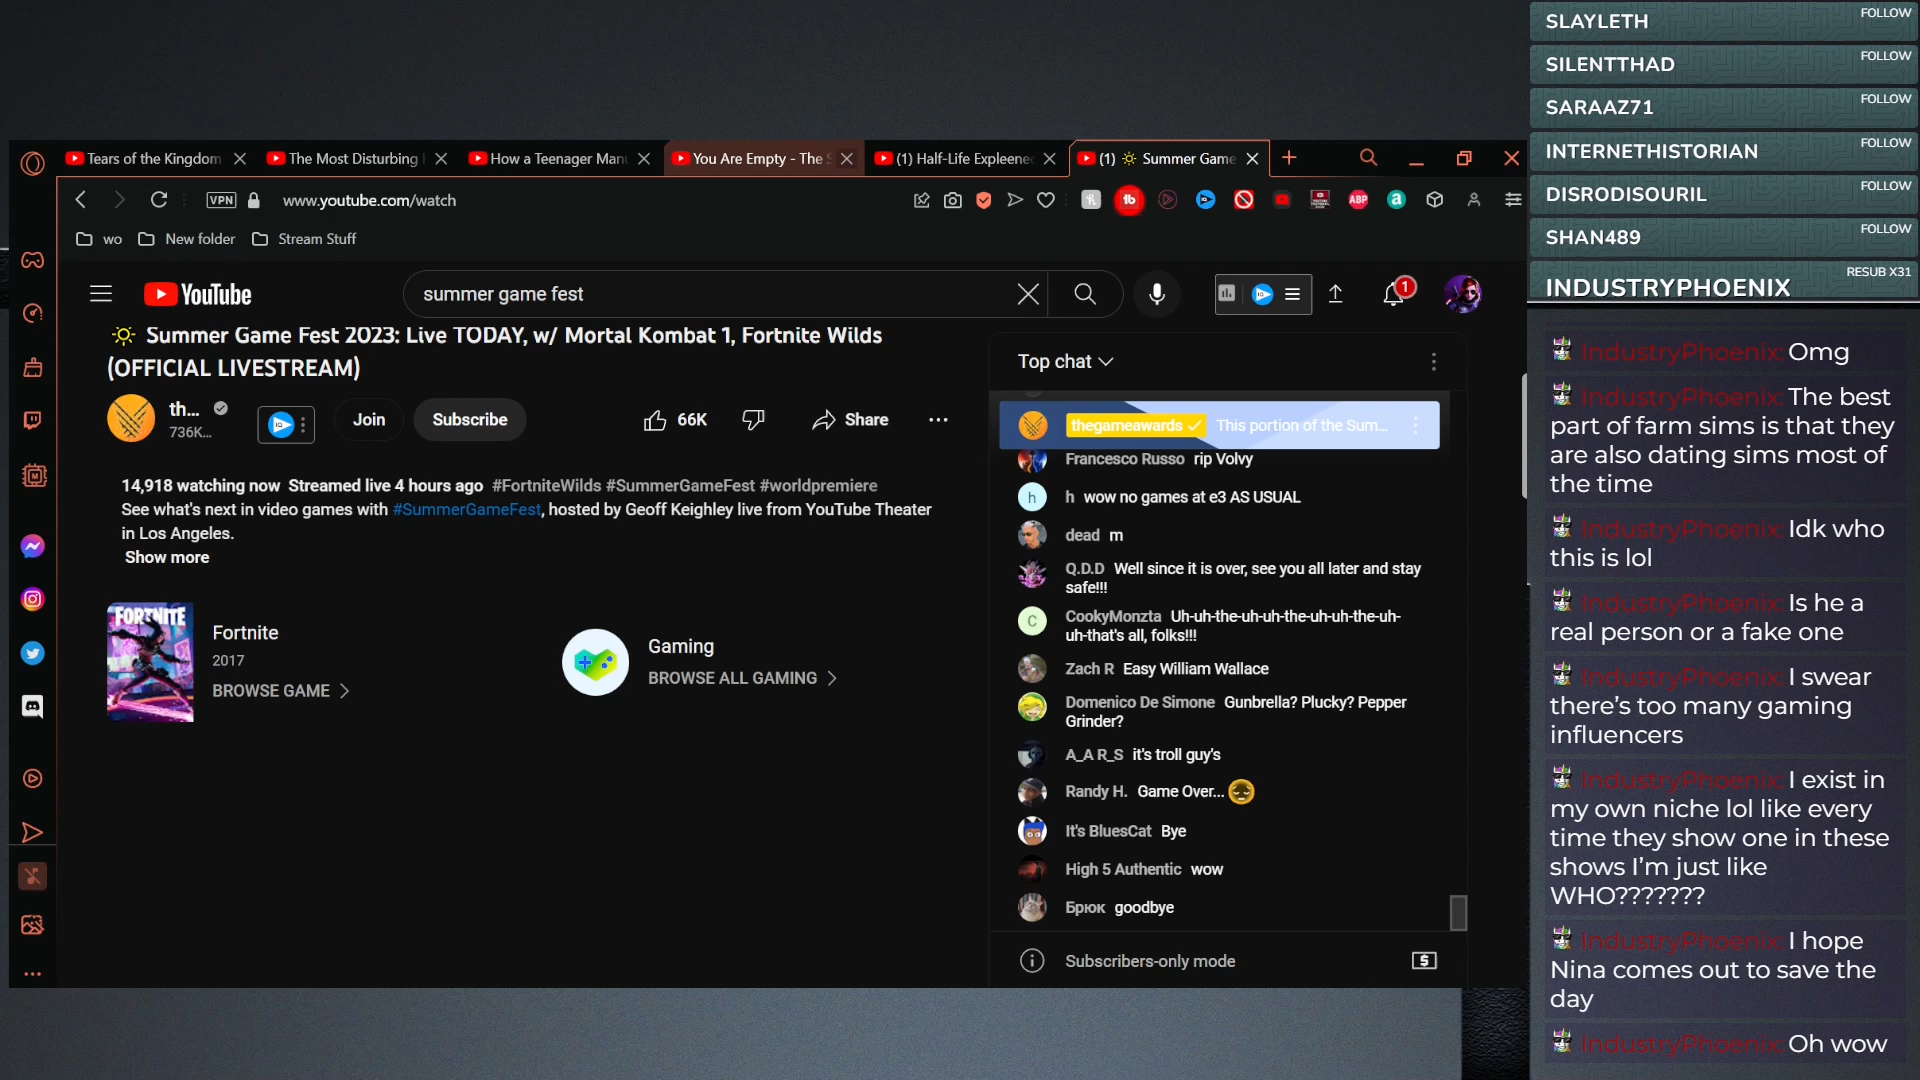 SLAYLETH
FOLLOW
SILENTTHAD
FOLLOW
SARAAZ71
FOLLOW
INTERNETHISTORIAN
FOLLOW
DISRODISOURIL
FOLLOW
SHAN489
FOLLOW
INDUSTRYPHOENIX
RESUB X31
Tears of the Kingdom
The Most Disturbing
How a Teenager Man
You Are Empty - The S
(1) Half-Life Expleene
(1) Summer Game
VPN
www.youtube.com/watch
wo
New folder
Stream Stuff
YouTube
summer game fest
1
Summer Game Fest 2023: Live TODAY, w/ Mortal Kombat 1, Fortnite Wilds
(OFFICIAL LIVESTREAM)
th...
736K...
Join
Subscribe
66K
Share
14,918 watching now Streamed live 4 hours ago #FortniteWilds #SummerGameFest #worldpremiere
See what's next in video games with #SummerGameFest, hosted by Geoff Keighley live from YouTube Theater
in Los Angeles.
Show more
FORTNITE
Fortnite
2017
BROWSE GAME
Gaming
BROWSE ALL GAMING
Top chat
thegameawards This portion of the Sum...
Francesco Russo rip Volvy
h h wow no games at e3 AS USUAL
dead m
Q.D.D Well since it is over, see you all later and stay
safe!!!
C CookyMonzta Uh-uh-the-uh-uh-the-uh-uh-the-uh-
uh-that's all, folks!!!
Zach R Easy William Wallace
Domenico De Simone Gunbrella? Plucky? Pepper
Grinder?
A_A R_S it's troll guy's
Randy H. Game Over...
It's BluesCat Bye
High 5 Authentic wow
Брюк goodbye
Subscribers-only mode
IndustryPhoenix: Omg
IndustryPhoenix: The best
part of farm sims is that they
are also dating sims most of
the time
IndustryPhoenix: Idk who
this is lol
IndustryPhoenix: Is he a
real person or a fake one
IndustryPhoenix: I swear
there's too many gaming
influencers
IndustryPhoenix: I exist in
my own niche lol like every
time they show one in these
shows I'm just like
WHO???????
IndustryPhoenix: I hope
Nina comes out to save the
day
IndustryPhoenix: Oh wow